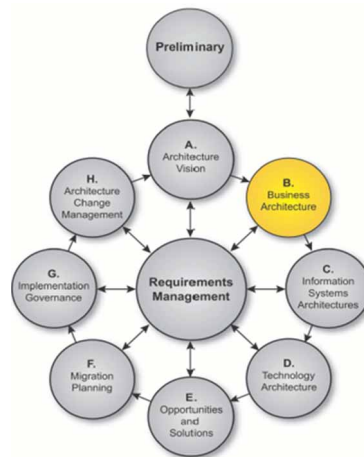 Preliminary
A.
Architecture
Vision
B.
Business
Architecture
C.
Information
Systems
Architectures
D.
Technology
Architecture
E.
Opportunities
and
Solutions
F.
Migration
Planning
G.
Implementation
Governance
H.
Architecture
Change
Management
Requirements
Management